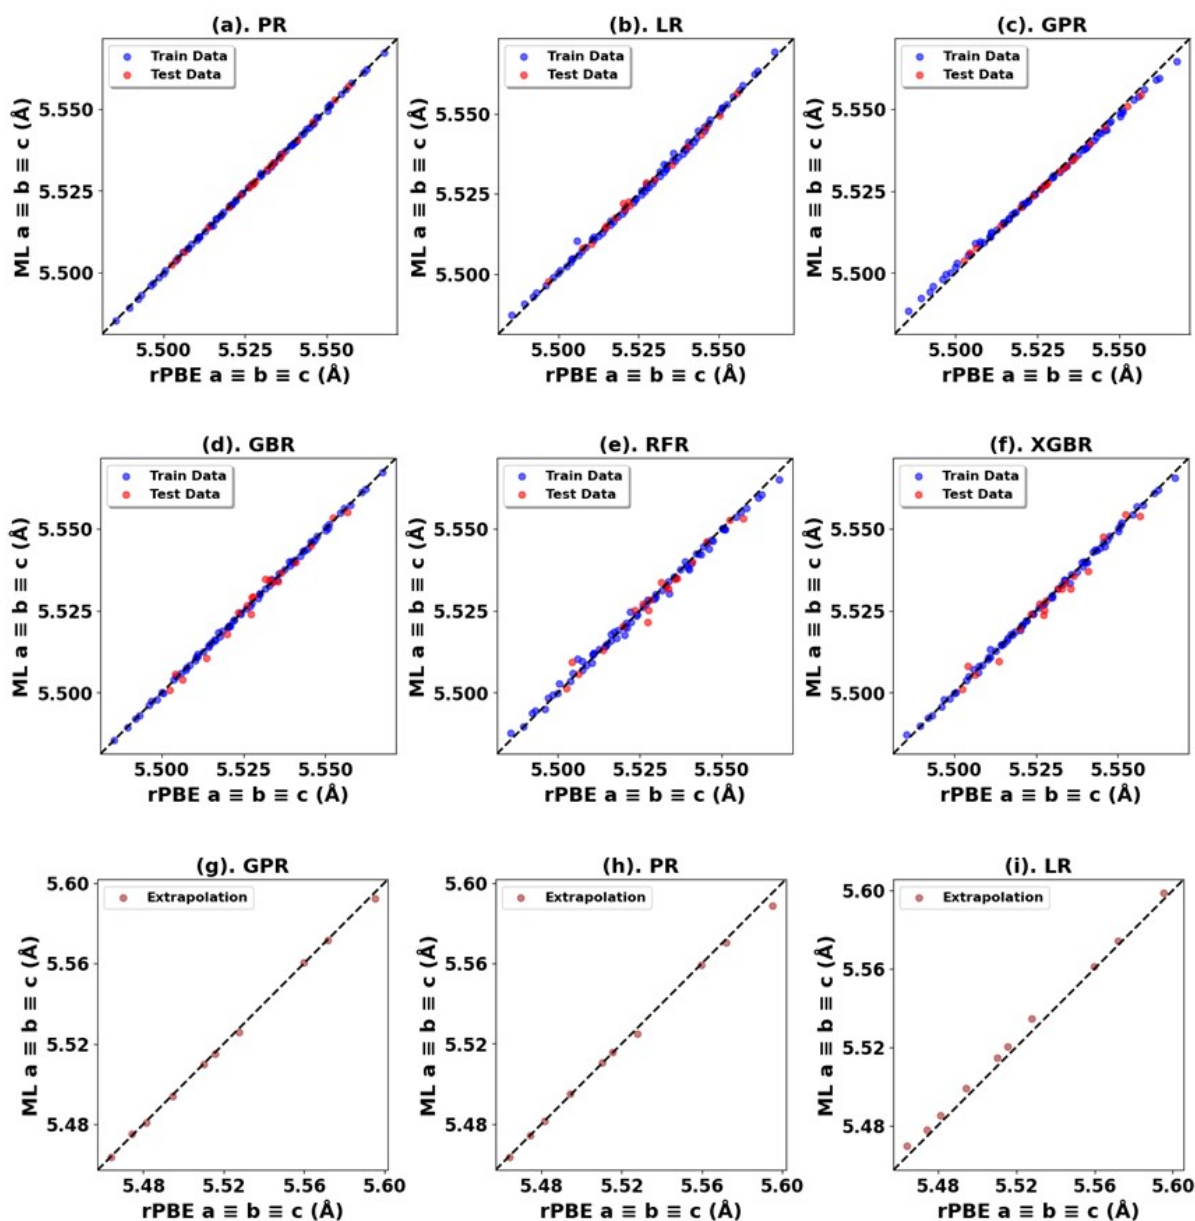 (a). PR
Train Data
Test Data
5.550
5.525
5.500
ML a ≡ b ≡ c (Å)
5.500 5.525 5.550
rPBE a ≡ b ≡ c (Å)
(b). LR
Train Data
Test Data
5.550
5.525
5.500
ML a ≡ b ≡ c (Å)
5.500 5.525 5.550
rPBE a ≡ b ≡ c (Å)
(c). GPR
Train Data
Test Data
5.550
5.525
5.500
ML a ≡ b ≡ c (Å)
5.500 5.525 5.550
rPBE a ≡ b ≡ c (Å)
(d). GBR
Train Data
Test Data
5.550
5.525
5.500
ML a ≡ b ≡ c (Å)
5.500 5.525 5.550
rPBE a ≡ b ≡ c (Å)
(e). RFR
Train Data
Test Data
5.550
5.525
5.500
ML a ≡ b ≡ c (Å)
5.500 5.525 5.550
rPBE a ≡ b ≡ c (Å)
(f). XGBR
Train Data
Test Data
5.550
5.525
5.500
ML a ≡ b ≡ c (Å)
5.500 5.525 5.550
rPBE a ≡ b ≡ c (Å)
(g). GPR
Extrapolation
5.60
5.56
5.52
5.48
ML a ≡ b ≡ c (Å)
5.48 5.52 5.56 5.60
rPBE a ≡ b ≡ c (Å)
(h). PR
Extrapolation
5.60
5.56
5.52
5.48
ML a ≡ b ≡ c (Å)
5.48 5.52 5.56 5.60
rPBE a ≡ b ≡ c (Å)
(i). LR
Extrapolation
5.60
5.56
5.52
5.48
ML a ≡ b ≡ c (Å)
5.48 5.52 5.56 5.60
rPBE a ≡ b ≡ c (Å)